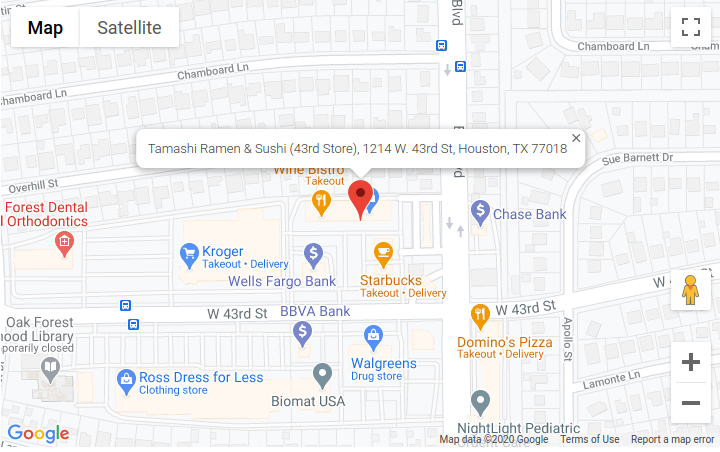 Map
Satellite
Blvd
Chambord Ln
Chamboard Ln
Chamboard Ln
Tamashi Ramen & Sushi (43rd Store), 1214 W. 43rd St, Houston, TX 77018
Sue Barnett Dr
Wine Bistro
Takeout
Overhill St
Forest Dental
l Orthodontics
Chase Bank
Kroger
Takeout • Delivery
Wells Fargo Bank
Starbucks
Takeout • Delivery
W 43rd St
W 43rd St
BBVA Bank
Oak Forest
hood Library
porarily closed
Domino's Pizza
Takeout • Delivery
Apollo St
Walgreens
Drug store
Ross Dress for Less
Clothing store
Lamonte Ln
Biomat USA
NightLight Pediatric
Google
Map data ©2020 Google
Terms of Use
Report a map error